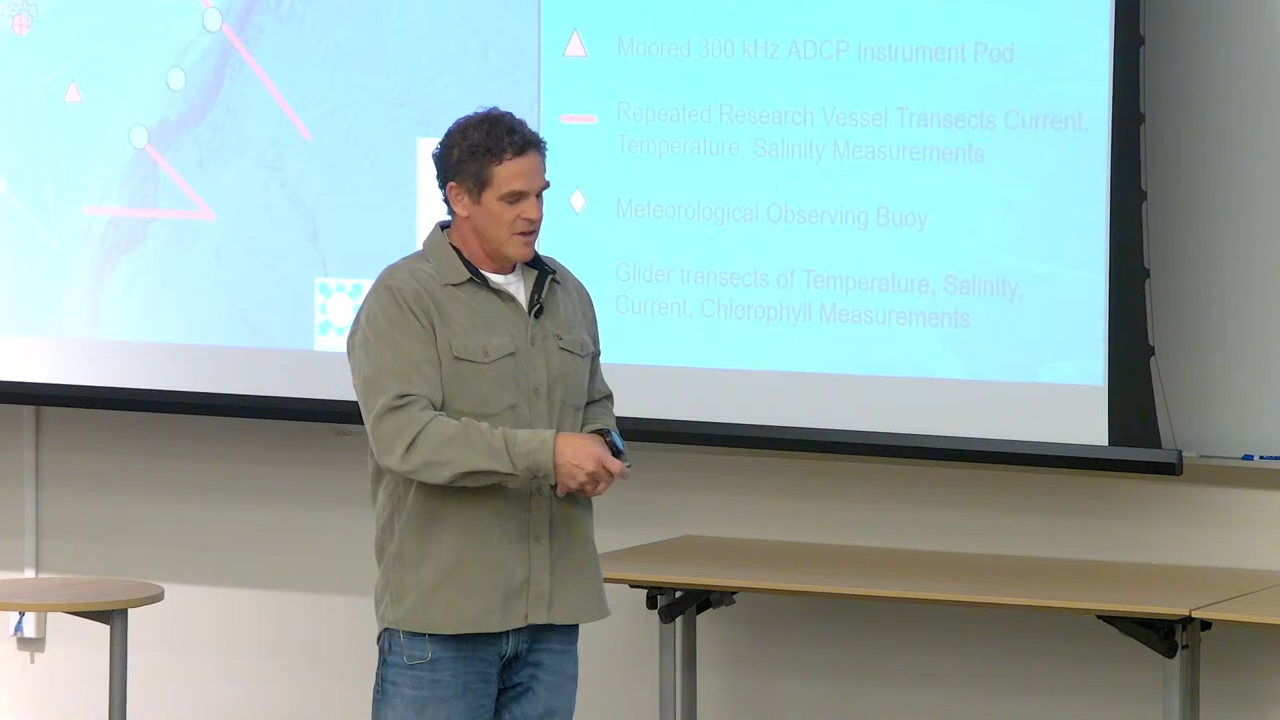 Moored 300 kHz ADCP Instrument Pod
Repeated Research Vessel Transects Current,
Temperature, Salinity Measurements
Meteorological Observing Buoy
Glider transects of Temperature, Salinity,
Current, Chlorophyll Measurements